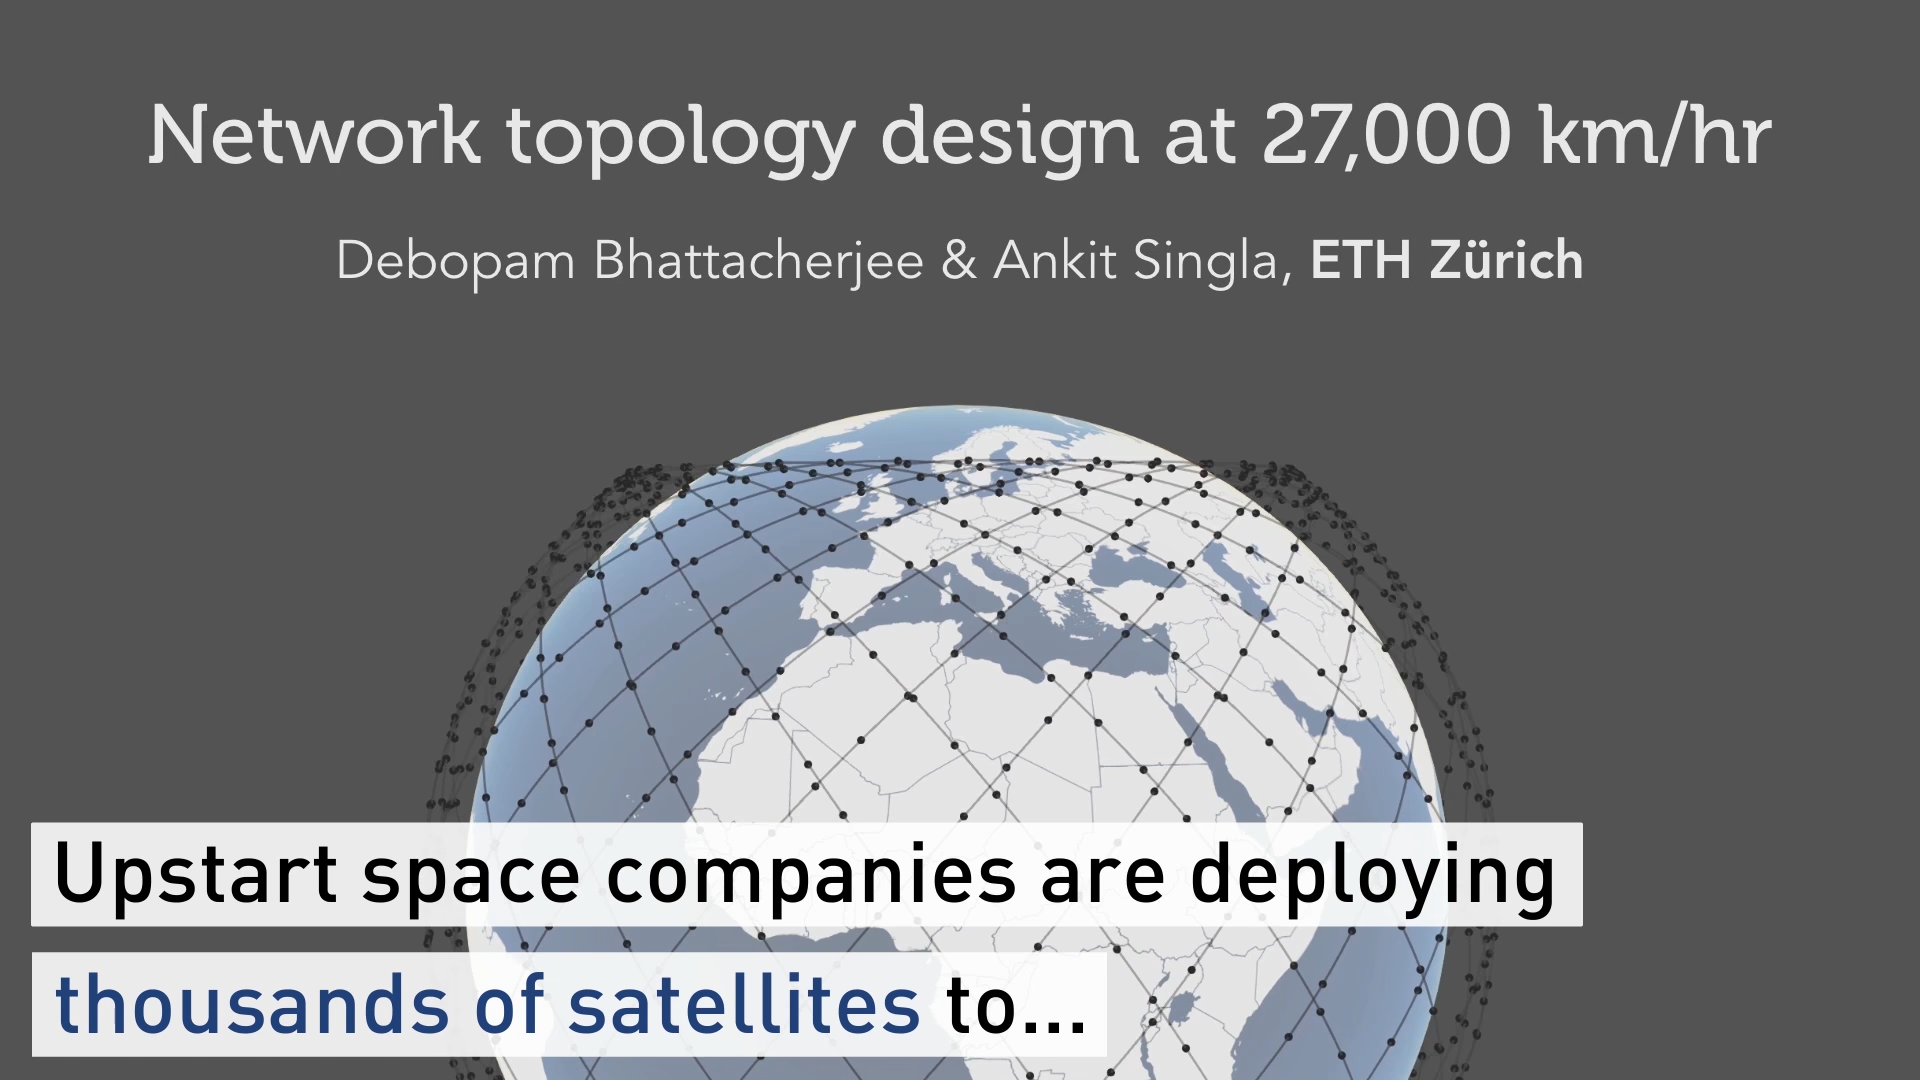 Network topology design at 27,000 km/hr
Debopam Bhattacherjee & Ankit Singla, ETH Zürich
Upstart space companies are deploying
thousands of satellites to...